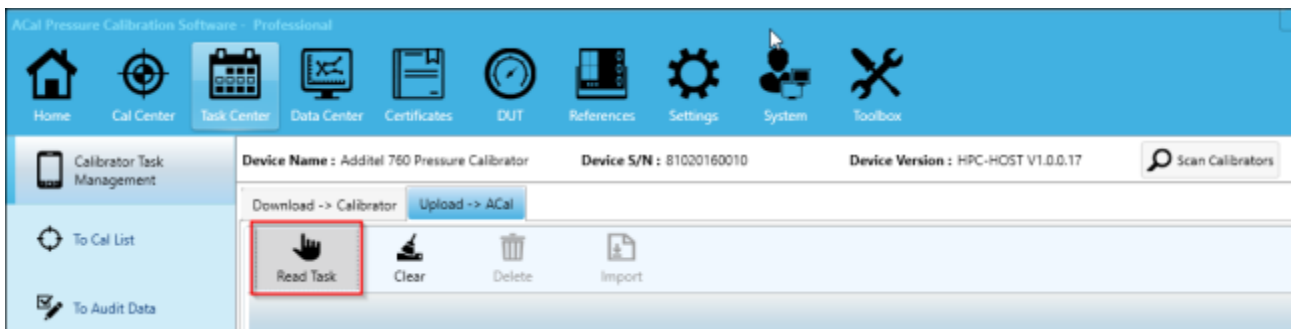 ACal Pressure Calibration Software - Professional
Home Cal Center Task Center Data Center Certificates DUT References Settings System Toolbox
Calibrator Task Management
Device Name : Additel 760 Pressure Calibrator Device S/N : 81020160010 Device Version : HPC-HOST V1.0.0.17 Scan Calibrators
Download -> Calibrator Upload -> ACal
To Cal List
Read Task Clear Delete Import
To Audit Data